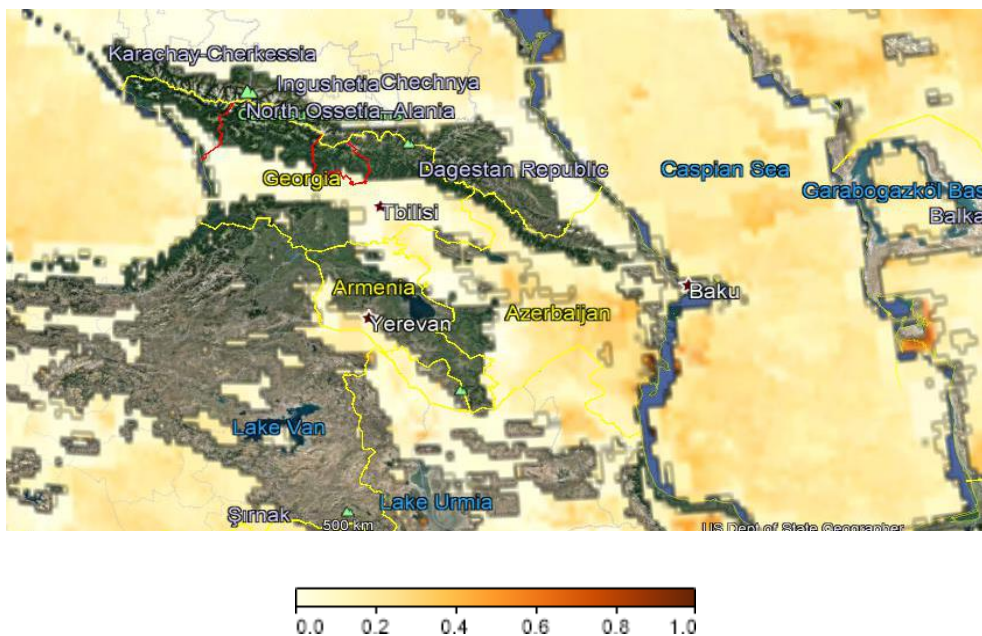 Karachay-Cherkessia
Ingushetia
Chechnya
North Ossetia-Alania
Georgia
Dagestan Republic
Caspian Sea
Garabogazköl Bas
Tbilisi
Balka
Armenia
Baku
Azerbaijan
Yerevan
Lake Van
Lake Urmia
Şırnak
500 km
US Dept of State Geographer
0.0 0.2 0.4 0.6 0.8 1.0